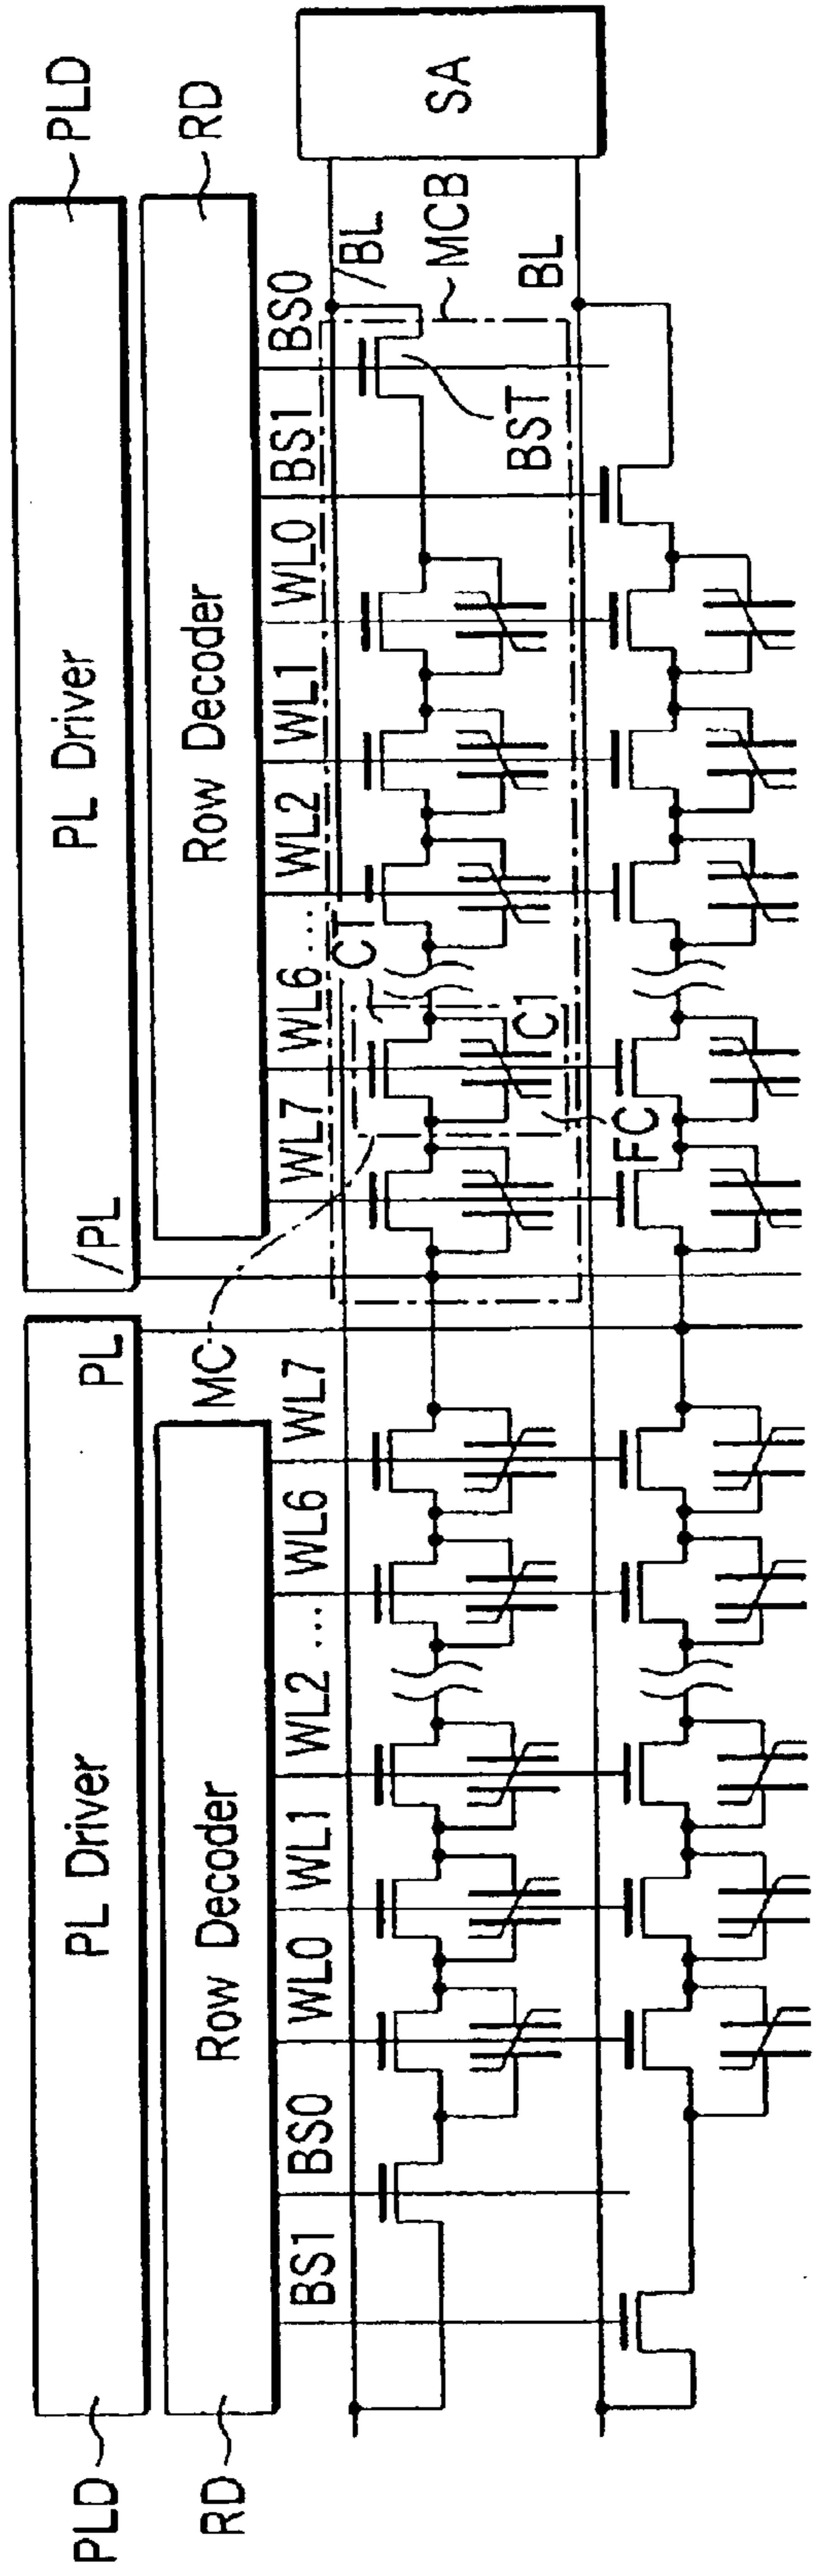 PLD
PL Driver
PL
/PL
PL Driver
PLD
RD
Row Decoder
MC
Row Decoder
RD
BS1
BS0
WL0
WL1
WL2 ...
WL6
WL7
WL7
WL6 ...
WL2
WL1
WL0
BS1
BS0
/BL
SA
CT
MCB
C1
BST
BL
FC